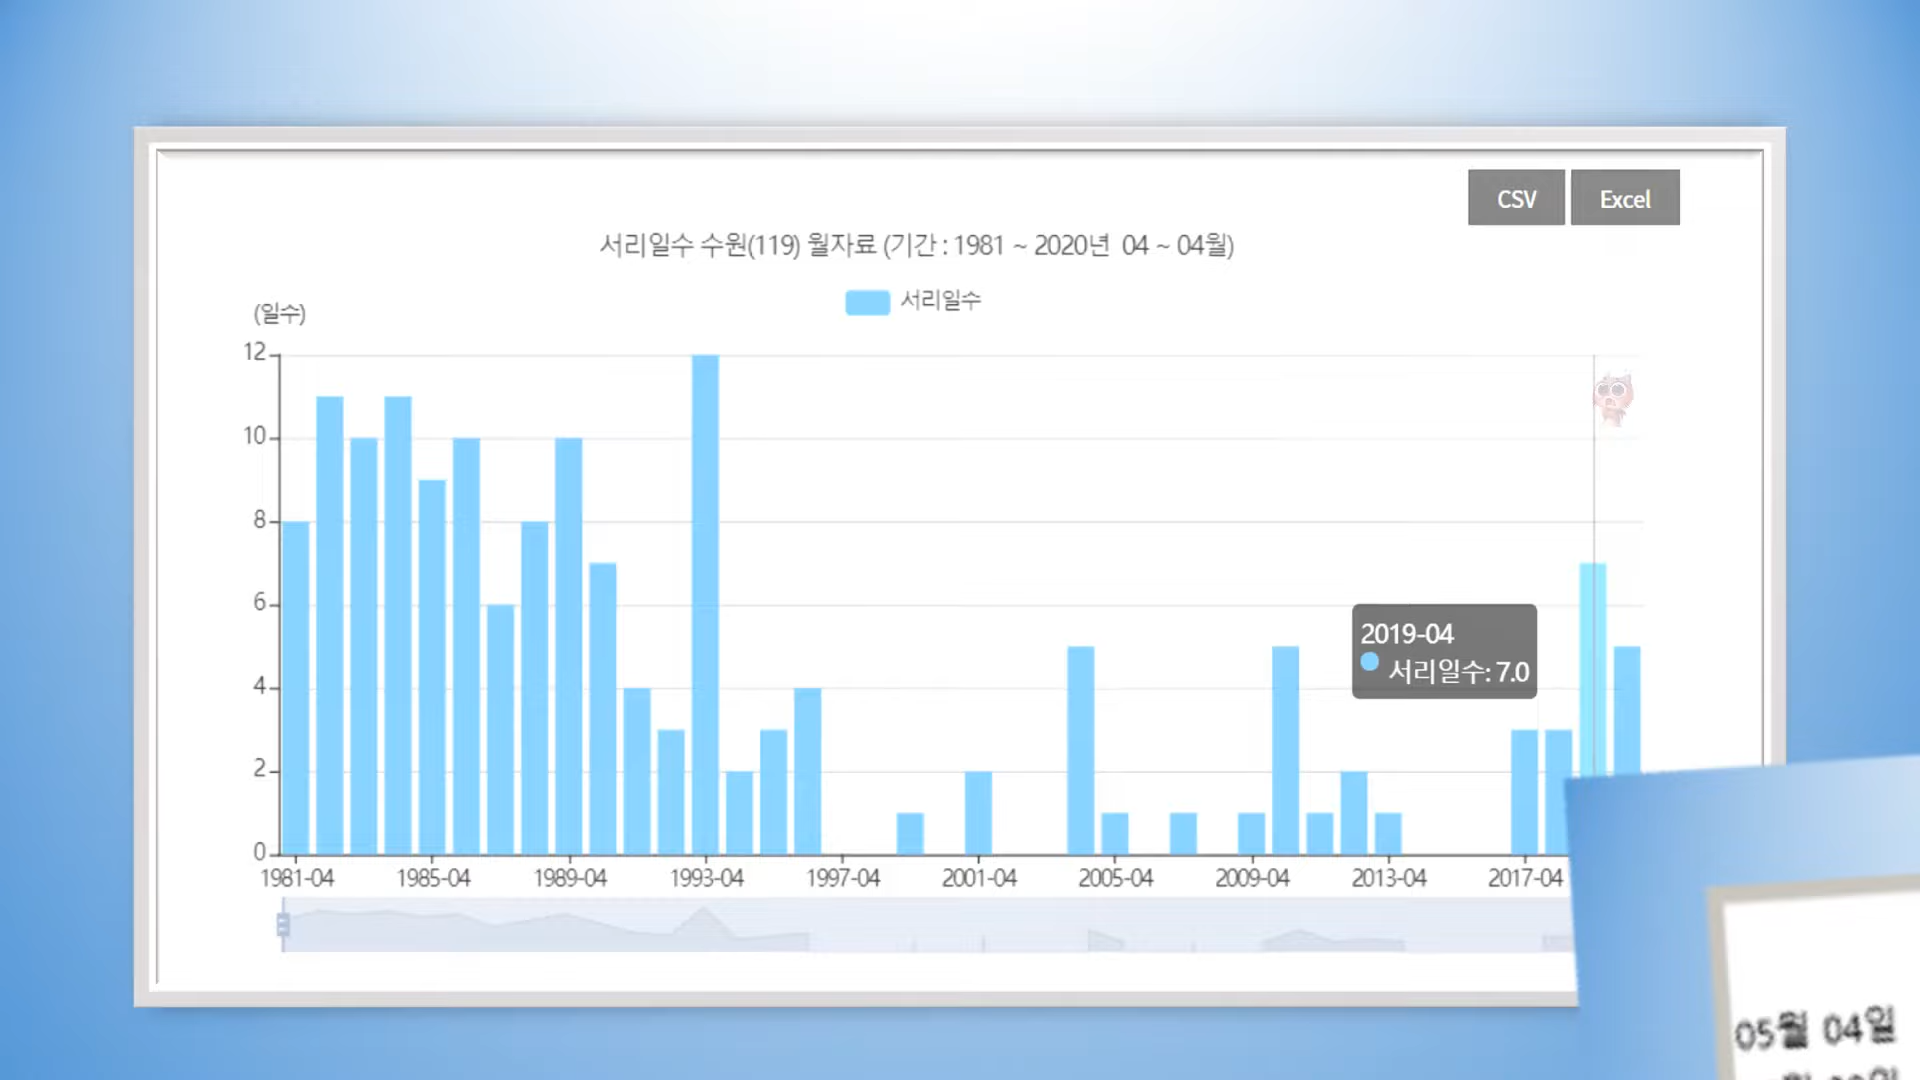 CSV Excel
서리일수 수원(119) 월자료 (기간 : 1981 ~ 2020년 04 ~ 04월)
서리일수
(일수)
12
10
8
6
4
2
0
2019-04
서리일수: 7.0
1981-04 1985-04 1989-04 1993-04 1997-04 2001-04 2005-04 2009-04 2013-04 2017-04
05월 04일